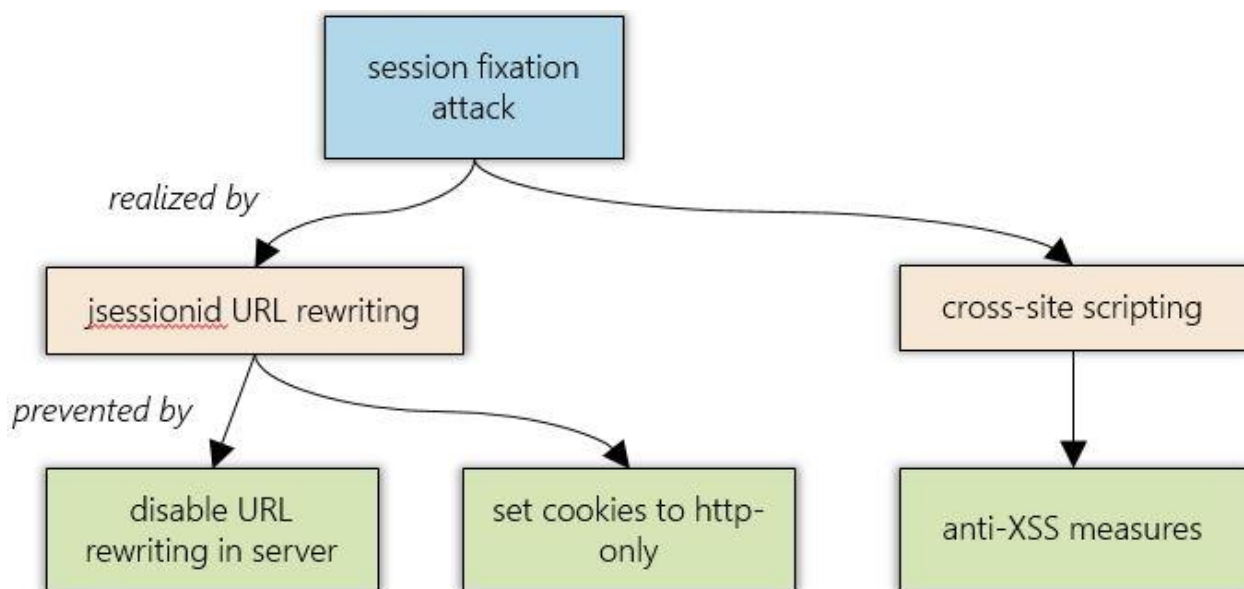 session fixation
attack
realized by
jsessionid URL rewriting
cross-site scripting
prevented by
disable URL
rewriting in server
set cookies to http-
only
anti-XSS measures